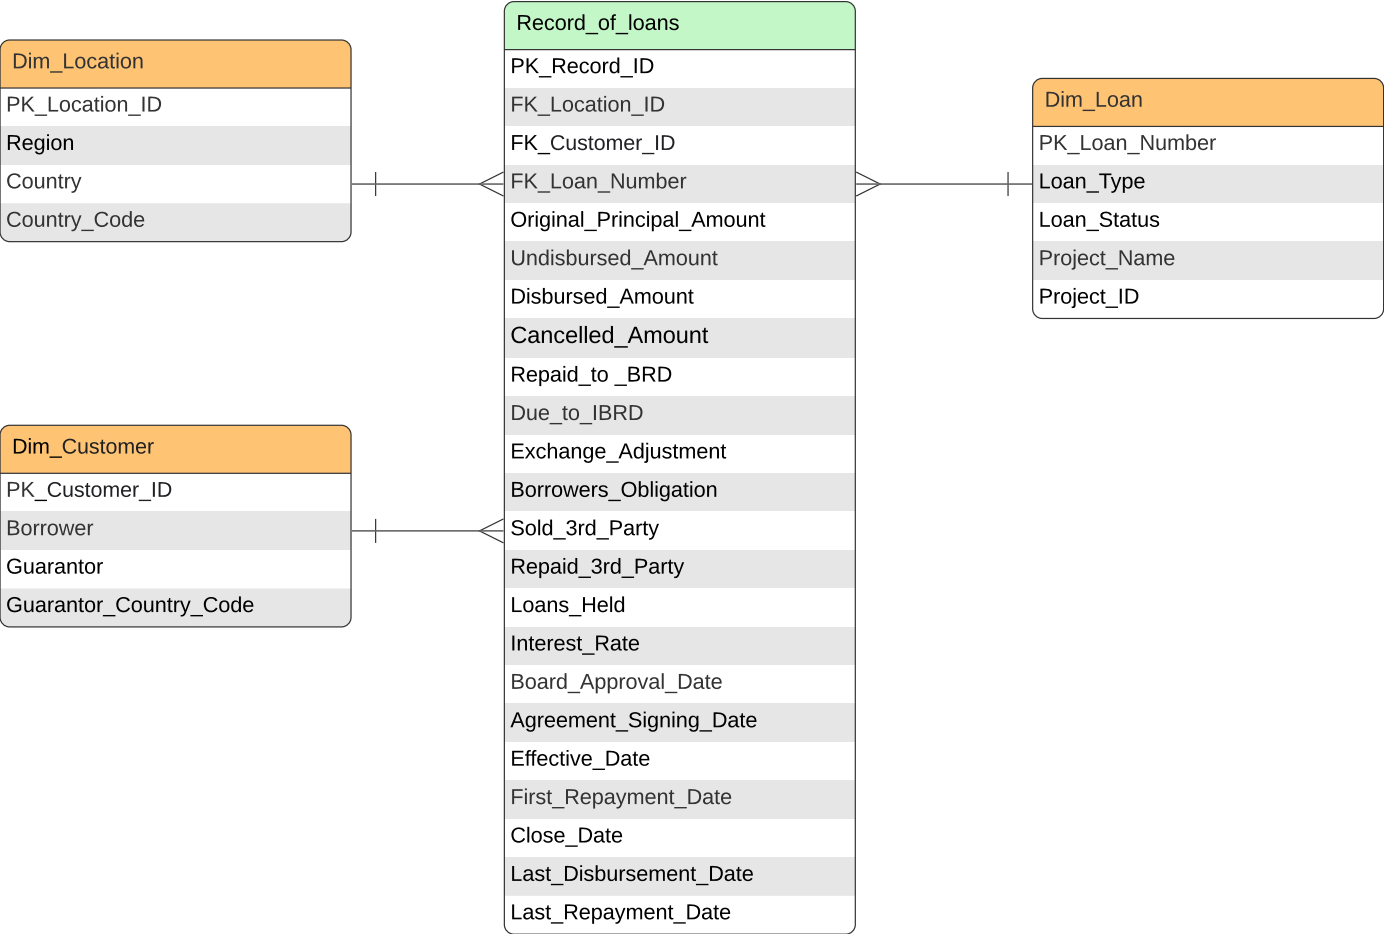 Dim_Location
PK_Location_ID
Region
Country
Country_Code
Dim_Customer
PK_Customer_ID
Borrower
Guarantor
Guarantor_Country_Code
Record_of_loans
PK_Record_ID
FK_Location_ID
FK_Customer_ID
FK_Loan_Number
Original_Principal_Amount
Undisbursed_Amount
Disbursed_Amount
Cancelled_Amount
Repaid_to _BRD
Due_to_IBRD
Exchange_Adjustment
Borrowers_Obligation
Sold_3rd_Party
Repaid_3rd_Party
Loans_Held
Interest_Rate
Board_Approval_Date
Agreement_Signing_Date
Effective_Date
First_Repayment_Date
Close_Date
Last_Disbursement_Date
Last_Repayment_Date
Dim_Loan
PK_Loan_Number
Loan_Type
Loan_Status
Project_Name
Project_ID